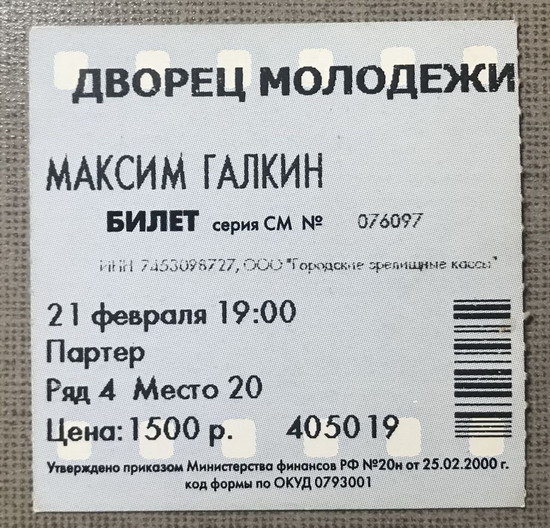 ДВОРЕЦ МОЛОДЕЖИ
МАКСИМ ГАЛКИН
БИЛЕТ серия СМ № 076097
ИНН 7453098727, ООО "Городские зрелищные кассы"
21 февраля 19:00
Партер
Ряд 4 Место 20
Цена: 1500 р. 405019
Утверждено приказом Министерства финансов РФ №20н от 25.02.2000 г.
код формы по ОКУД 0793001